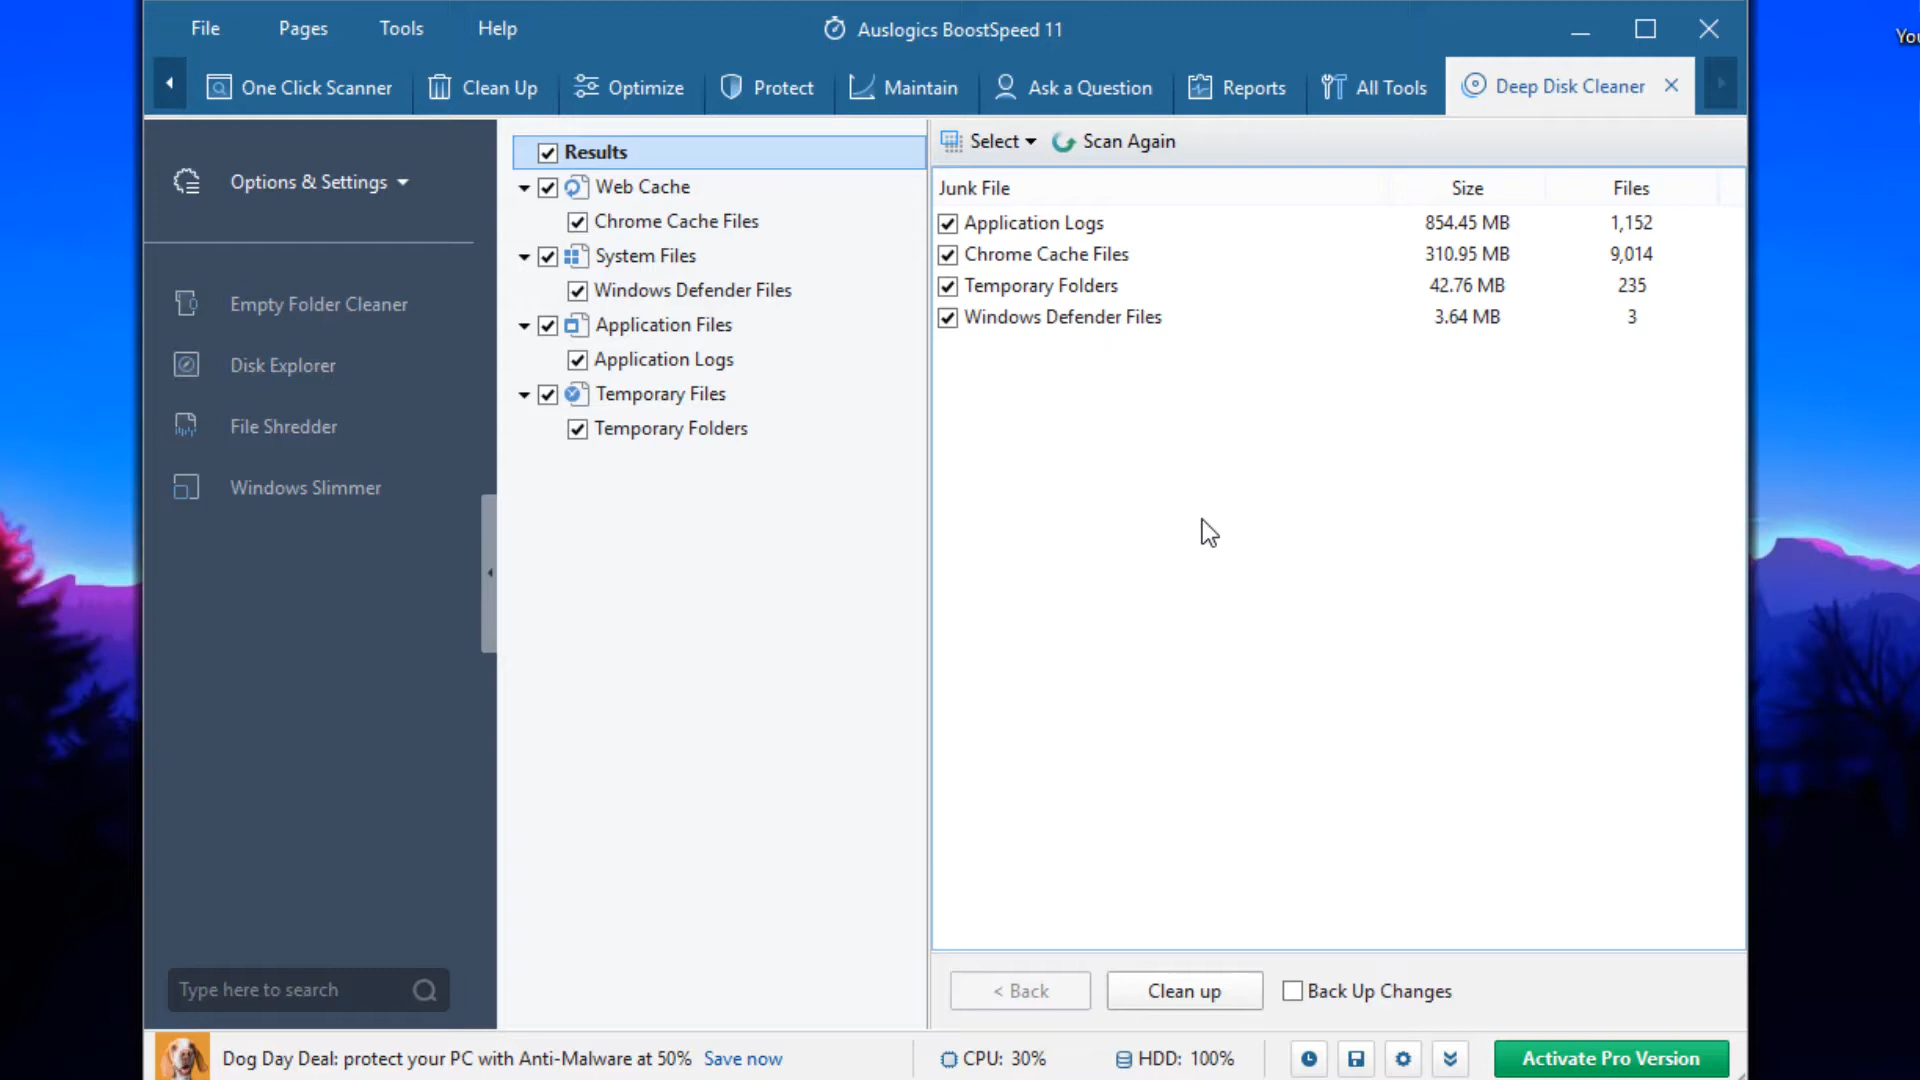 File Pages Tools Help Auslogics BoostSpeed 11
You
One Click Scanner Clean Up Optimize Protect Maintain Ask a Question Reports All Tools Deep Disk Cleaner
Options & Settings
Empty Folder Cleaner
Disk Explorer
File Shredder
Windows Slimmer
Type here to search
Results
Web Cache
Chrome Cache Files
System Files
Windows Defender Files
Application Files
Application Logs
Temporary Files
Temporary Folders
Select Scan Again
Junk File Size Files
Application Logs 854.45 MB 1,152
Chrome Cache Files 310.95 MB 9,014
Temporary Folders 42.76 MB 235
Windows Defender Files 3.64 MB 3
< Back Clean up Back Up Changes
Dog Day Deal: protect your PC with Anti-Malware at 50% Save now CPU: 30% HDD: 100% Activate Pro Version